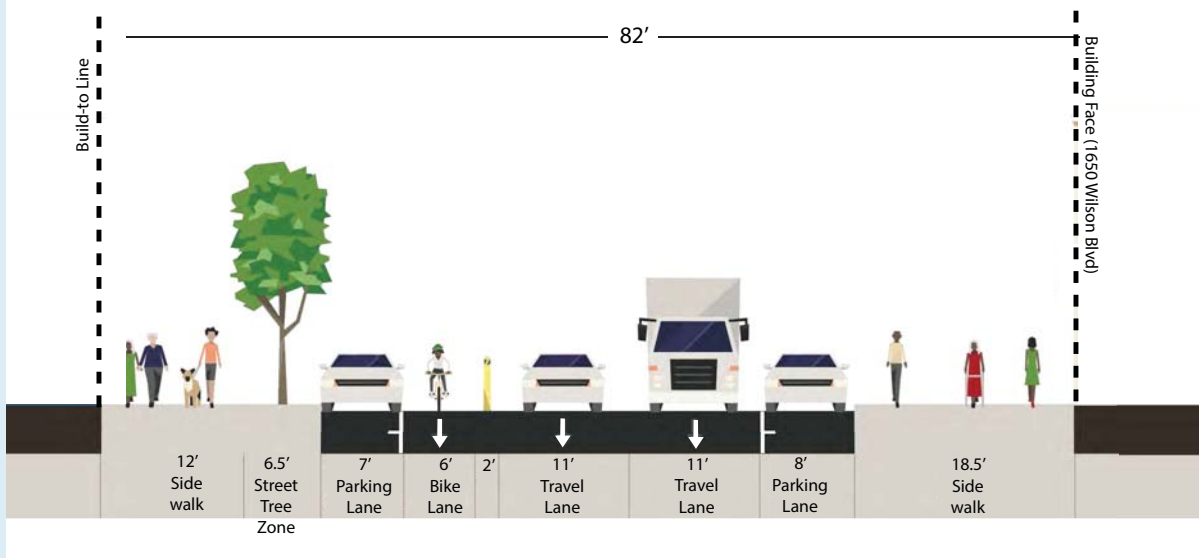 82’
Build-to Line
Building Face (1650 Wilson Blvd)
12’
Side
walk
6.5’
Street
Tree
Zone
7’
Parking
Lane
6’
Bike
Lane
2’
11’
Travel
Lane
11’
Travel
Lane
8’
Parking
Lane
18.5’
Side
walk